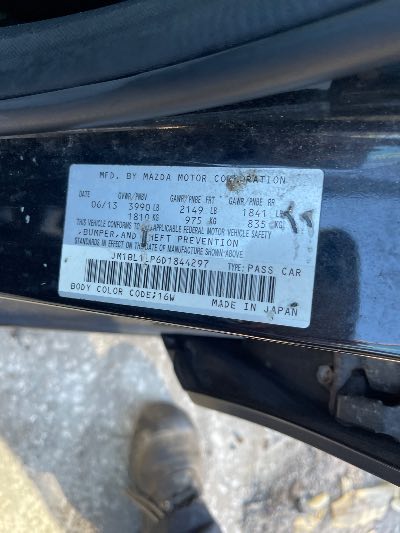 MFD. BY MAZDA MOTOR CORPORATION
DATE GVWR/PNBV GAWR/PNBE FRT GAWR/PNBE RR
06/13 3990 LB 2149 LB 1841 LB
1810 KG 975 KG 835 KG
THIS VEHICLE CONFORMS TO ALL APPLICABLE FEDERAL MOTOR VEHICLE SAFETY
, BUMPER, AND THEFT PREVENTION
STANDARDS IN EFFECT ON THE DATE OF MANUFACTURE SHOWN ABOVE.
TYPE: PASS CAR
BODY COLOR CODE: 16W MADE IN JAPAN